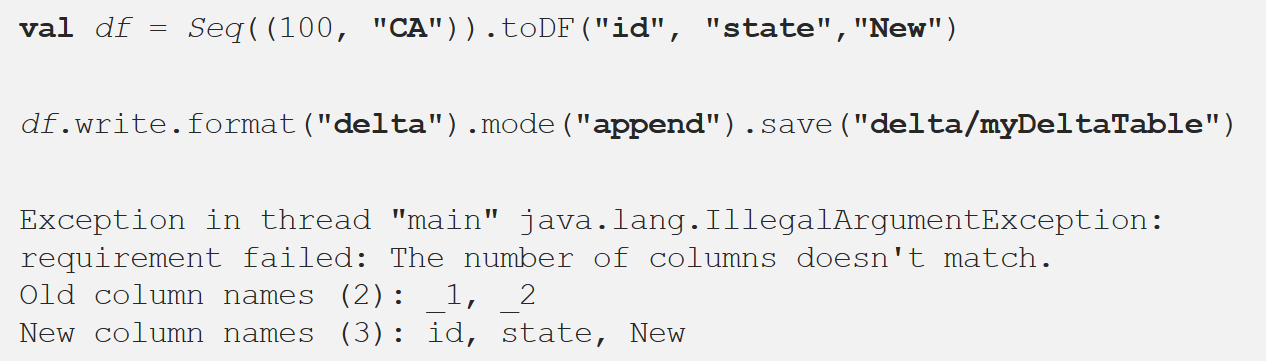 val df = Seq((100, "CA")).toDF("id", "state","New")
df.write.format("delta").mode("append").save("delta/myDeltaTable")
Exception in thread "main" java.lang.IllegalArgumentException:
requirement failed: The number of columns doesn't match.
Old column names (2): _1, _2
New column names (3): id, state, New